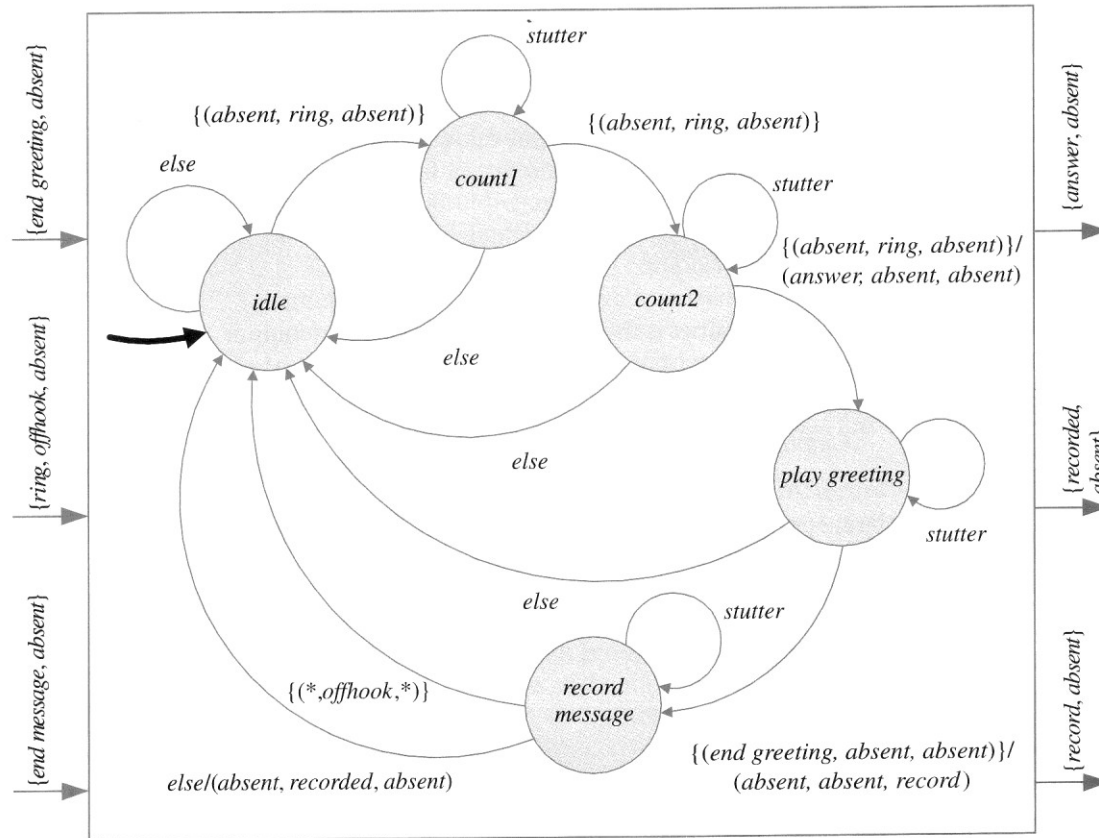 stutter
{(absent, ring, absent)}
{(absent, ring, absent)}
else
count1
stutter
{(absent, ring, absent)}/
(answer, absent, absent)
idle
count2
else
else
play greeting
stutter
else
stutter
{(*,offhook,*)}
record
message
{(end greeting, absent, absent)}/
(absent, absent, record)
else/(absent, recorded, absent)
{end greeting, absent}
{ring, offhook, absent}
{end message, absent}
{answer, absent}
{recorded,
absent}
{record, absent}